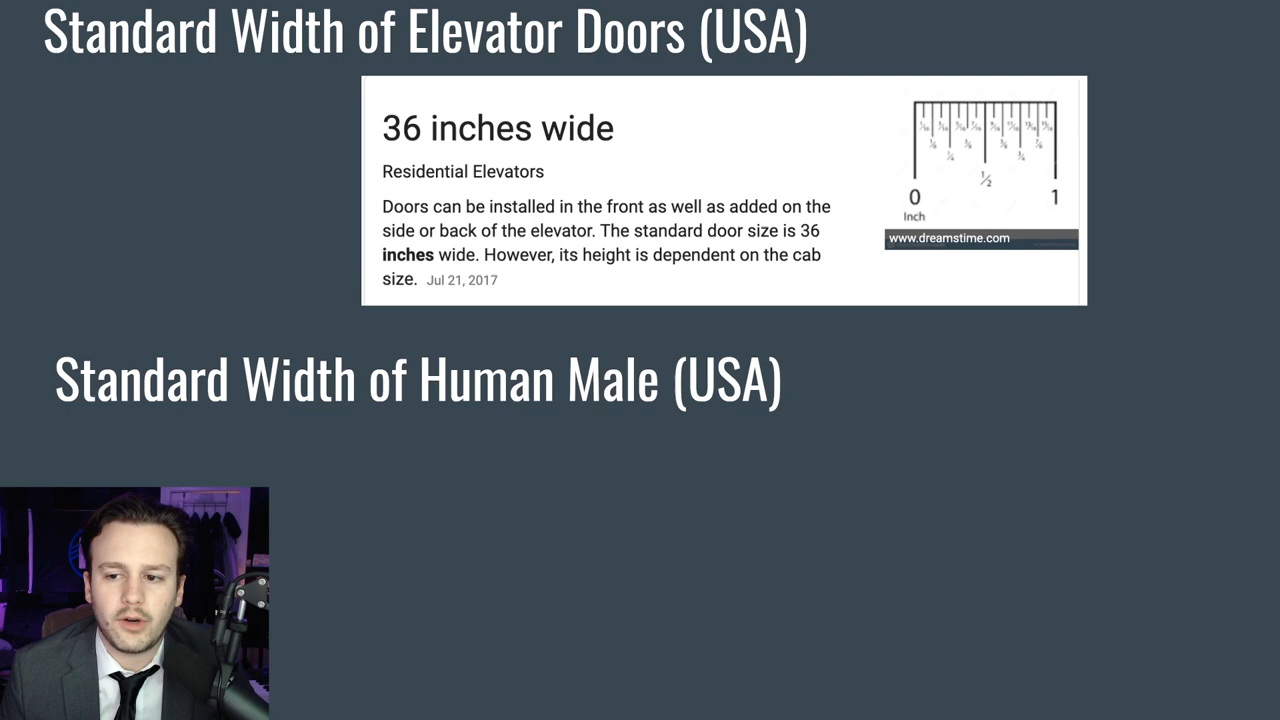 Standard Width of Elevator Doors (USA)
36 inches wide
Residential Elevators
Doors can be installed in the front as well as added on the
side or back of the elevator. The standard door size is 36
inches wide. However, its height is dependent on the cab
size. Jul 21, 2017
1/2
0 1
Inch
www.dreamstime.com
Standard Width of Human Male (USA)